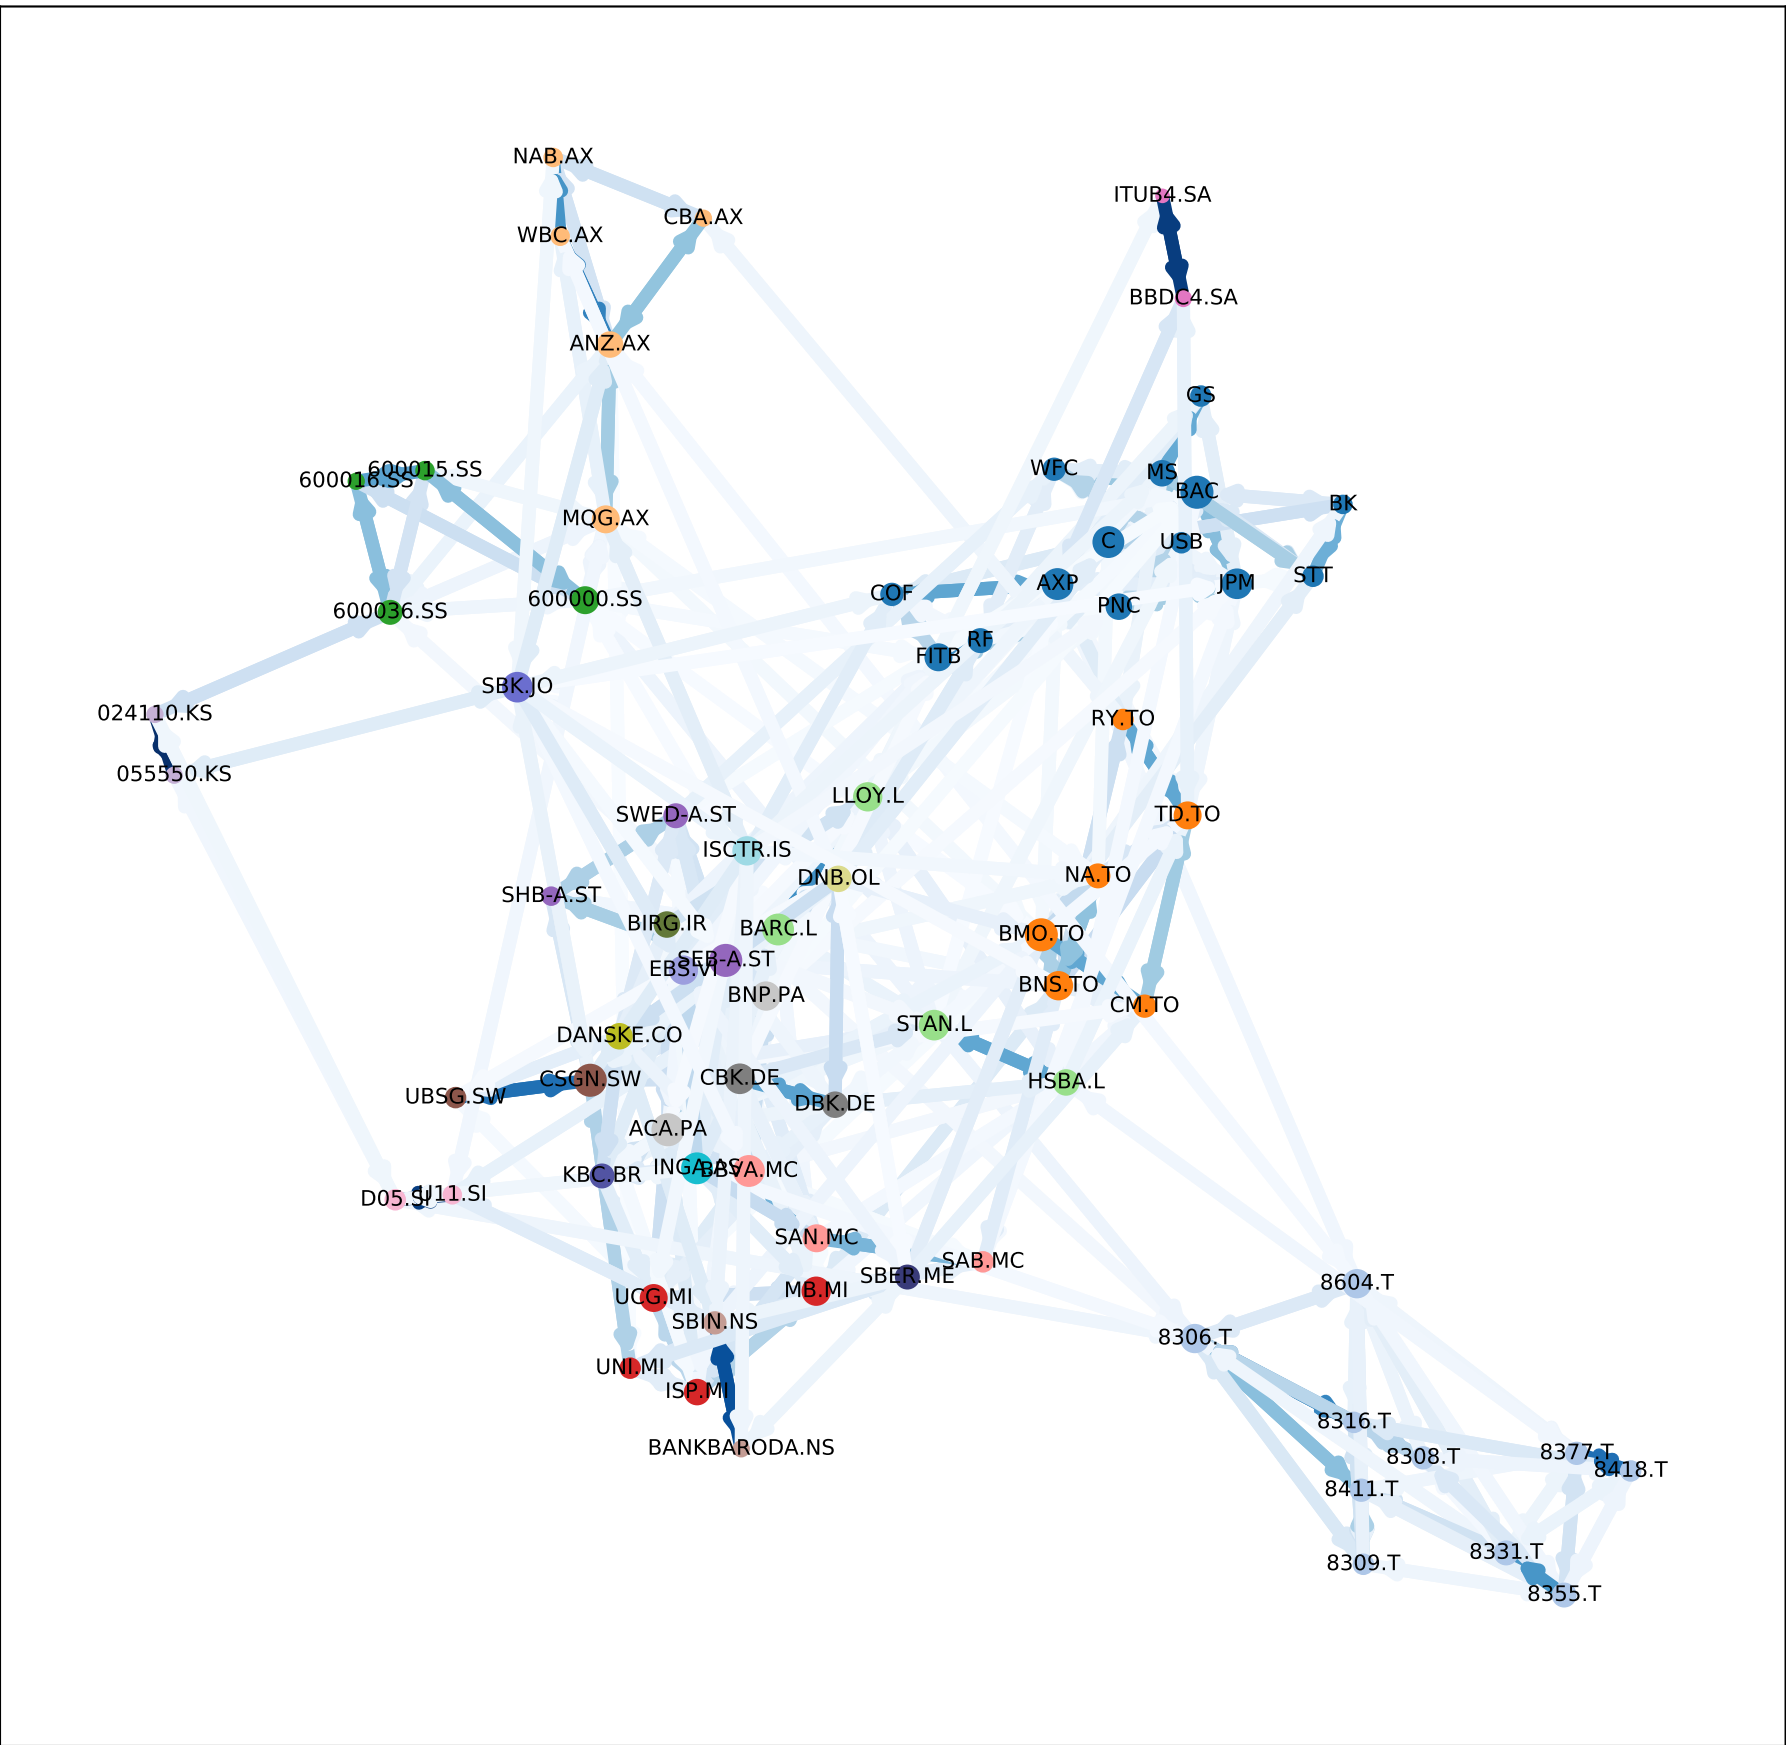 NAB.AX
ITUB4.SA
CBA.AX
WBC.AX
BBDC4.SA
ANZ.AX
GS
WFC
600015.SS
MS
600016.SS
BAC
BK
MQG.AX
C
USB
STT
AXP
JPM
COF
600000.SS
PNC
600036.SS
RF
FITB
SBK.JO
024110.KS
RY.TO
055550.KS
LLOY.L
SWED-A.ST
TD.TO
ISCTR.IS
NA.TO
DNB.OL
SHB-A.ST
BIRG.IR
BARC.L
BMO.TO
SEB-A.ST
EBS.VI
BNS.TO
BNP.PA
CM.TO
STAN.L
DANSKE.CO
CBK.DE
CSGN.SW
HSBA.L
UBSG.SW
DBK.DE
ACA.PA
INGA.AS
BBVA.MC
KBC.BR
U11.SI
D05.SI
SAN.MC
SAB.MC
SBER.ME
8604.T
MB.MI
UCG.MI
SBIN.NS
8306.T
UNI.MI
ISP.MI
8316.T
BANKBARODA.NS
8377.T
8308.T
8418.T
8411.T
8331.T
8309.T
8355.T